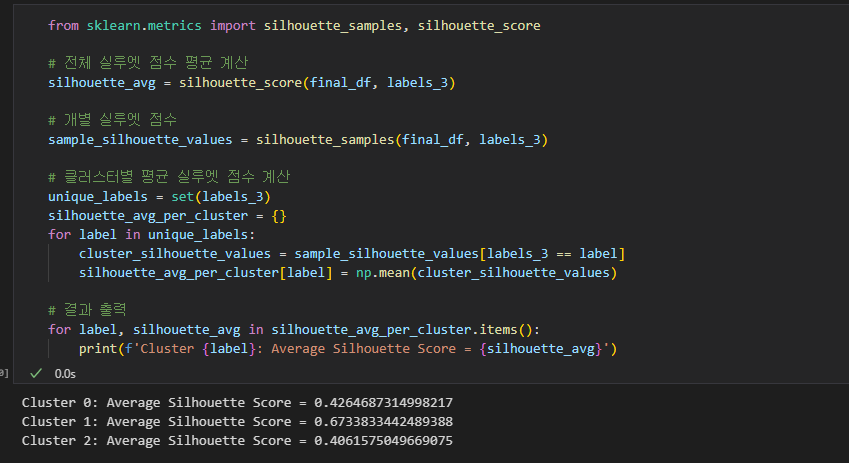 from sklearn.metrics import silhouette_samples, silhouette_score
# 전체 실루엣 점수 평균 계산
silhouette_avg = silhouette_score(final_df, labels_3)
# 개별 실루엣 점수
sample_silhouette_values = silhouette_samples(final_df, labels_3)
# 클러스터별 평균 실루엣 점수 계산
unique_labels = set(labels_3)
silhouette_avg_per_cluster = {}
for label in unique_labels:
    cluster_silhouette_values = sample_silhouette_values[labels_3 == label]
    silhouette_avg_per_cluster[label] = np.mean(cluster_silhouette_values)
# 결과 출력
for label, silhouette_avg in silhouette_avg_per_cluster.items():
    print(f'Cluster {label}: Average Silhouette Score = {silhouette_avg}')
0.0s
Cluster 0: Average Silhouette Score = 0.4264687314998217
Cluster 1: Average Silhouette Score = 0.6733833442489388
Cluster 2: Average Silhouette Score = 0.4061575049669075